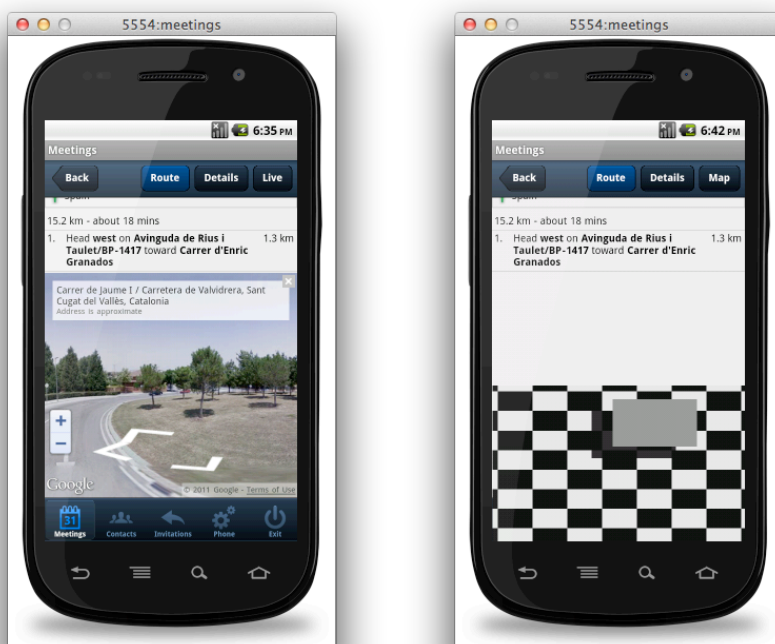 5554:meetings
6:35 PM
Meetings
Back Route Details Live
15.2 km - about 18 mins
1. Head west on Avinguda de Rius i 1.3 km
Taulet/BP-1417 toward Carrer d'Enric
Granados
Carrer de Jaume I / Carretera de Valvidrera, Sant
Cugat del Vallès, Catalonia
Address is approximate
+
−
Google
© 2011 Google - Terms of Use
31
Meetings Contacts Invitations Phone Exit
5554:meetings
6:42 PM
Meetings
Back Route Details Map
15.2 km - about 18 mins
1. Head west on Avinguda de Rius i 1.3 km
Taulet/BP-1417 toward Carrer d'Enric
Granados